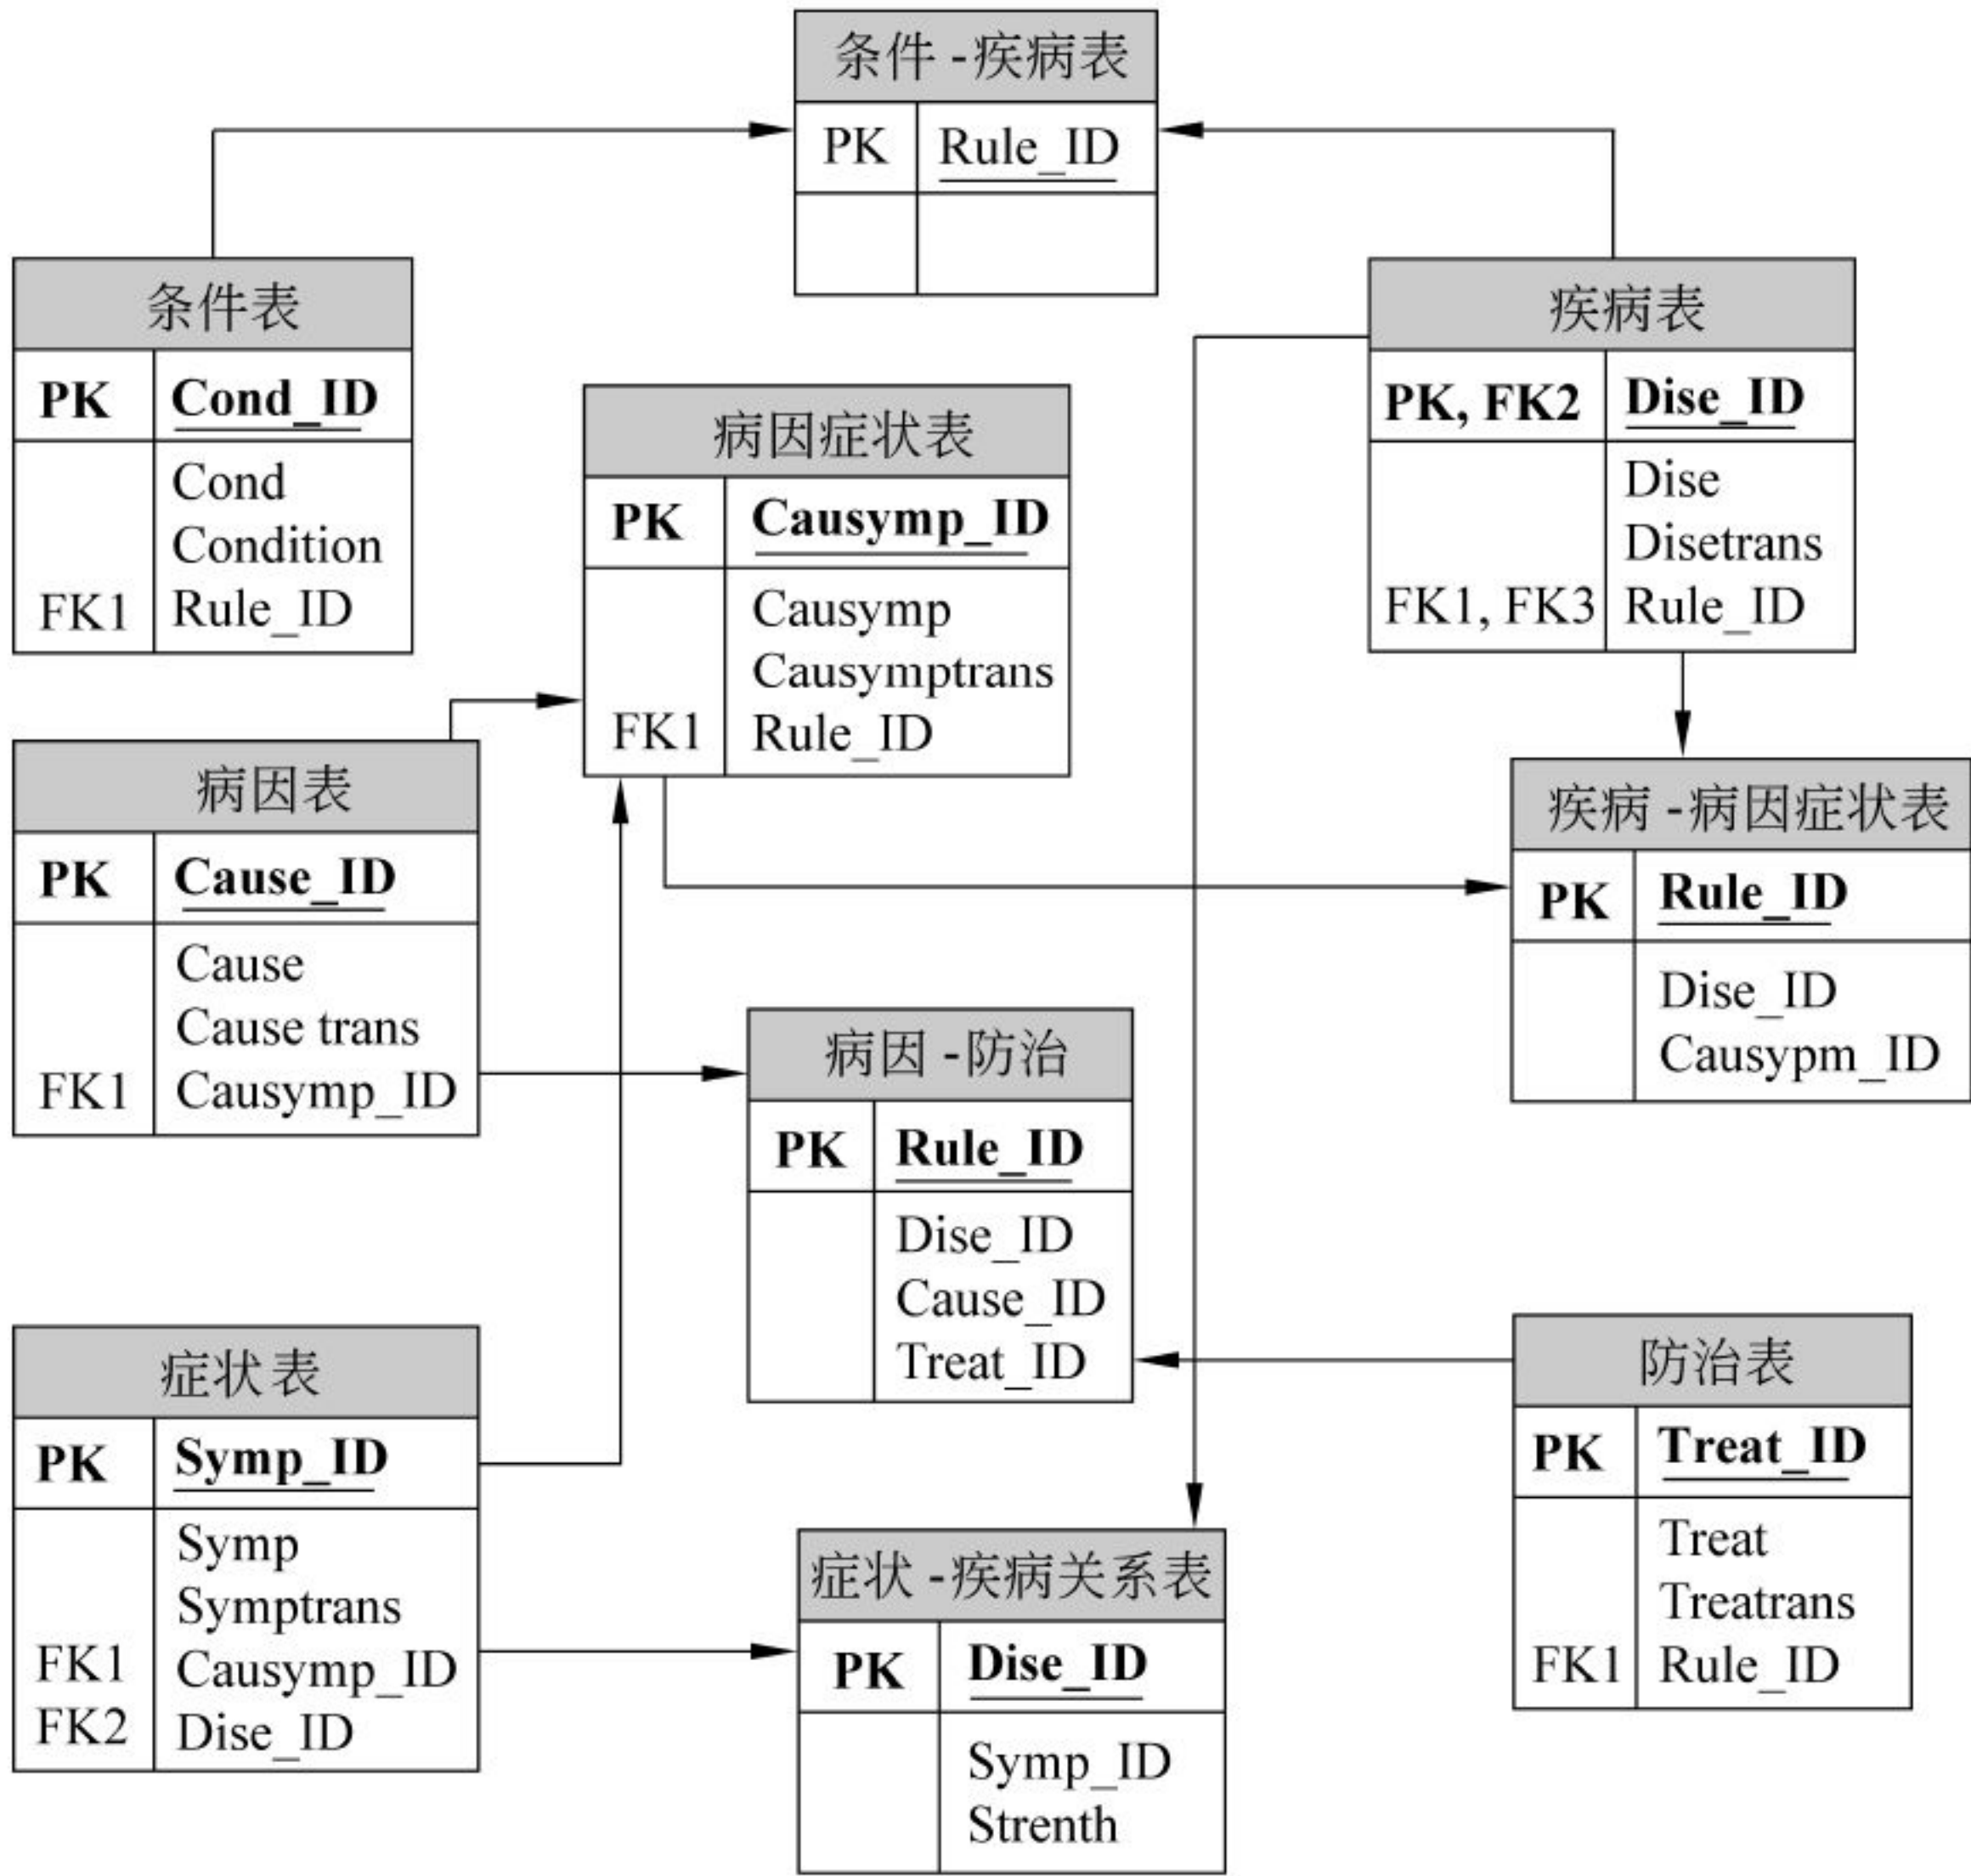 条件-疾病表
PK Rule_ID
条件表
PK Cond_ID
Cond
Condition
FK1 Rule_ID
疾病表
PK, FK2 Dise_ID
Dise
Disetrans
FK1, FK3 Rule_ID
病因症状表
PK Causymp_ID
Causymp
Causymptrans
FK1 Rule_ID
病因表
PK Cause_ID
Cause
Cause trans
FK1 Causymp_ID
疾病-病因症状表
PK Rule_ID
Dise_ID
Causypm_ID
病因-防治
PK Rule_ID
Dise_ID
Cause_ID
Treat_ID
症状表
PK Symp_ID
Symp
Symptrans
FK1 Causymp_ID
FK2 Dise_ID
防治表
PK Treat_ID
Treat
Treatrans
FK1 Rule_ID
症状-疾病关系表
PK Dise_ID
Symp_ID
Strenth